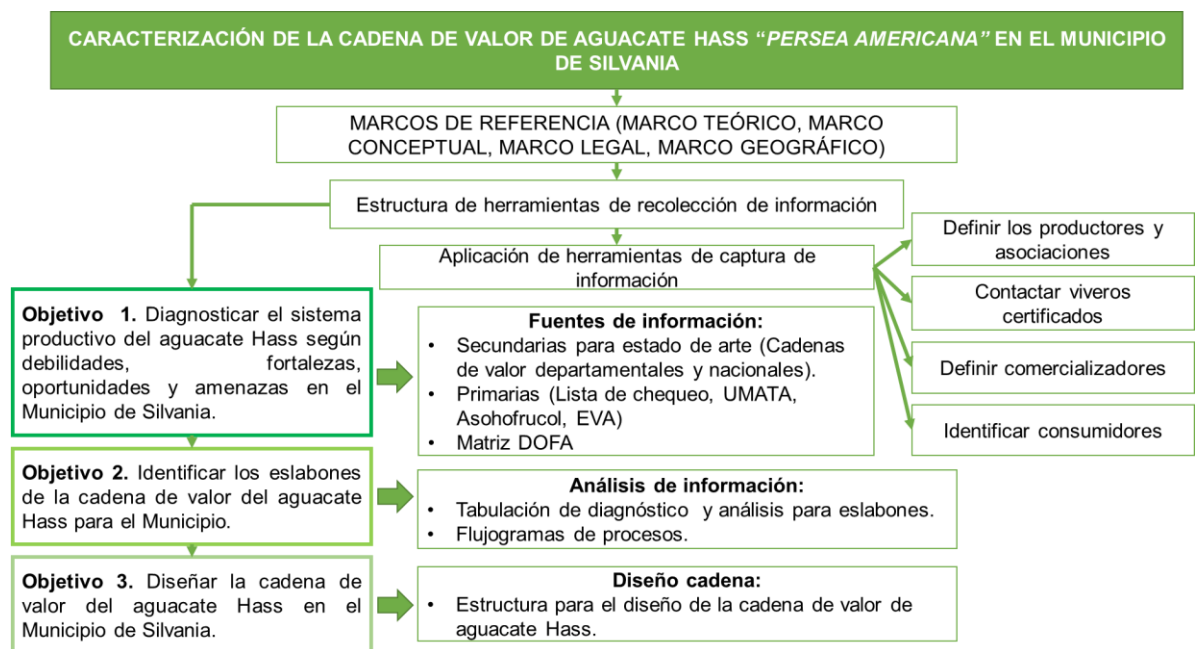 CARACTERIZACIÓN DE LA CADENA DE VALOR DE AGUACATE HASS “PERSEA AMERICANA” EN EL MUNICIPIO
DE SILVANIA
MARCOS DE REFERENCIA (MARCO TEÓRICO, MARCO
CONCEPTUAL, MARCO LEGAL, MARCO GEOGRÁFICO)
Estructura de herramientas de recolección de información
Aplicación de herramientas de captura de
información
Definir los productores y
asociaciones
Contactar viveros
certificados
Definir comercializadores
Identificar consumidores
Objetivo 1. Diagnosticar el sistema
productivo del aguacate Hass según
debilidades, fortalezas,
oportunidades y amenazas en el
Municipio de Silvania.
Fuentes de información:
• Secundarias para estado de arte (Cadenas
de valor departamentales y nacionales).
• Primarias (Lista de chequeo, UMATA,
Asohofrucol, EVA)
• Matriz DOFA
Objetivo 2. Identificar los eslabones
de la cadena de valor del aguacate
Hass para el Municipio.
Análisis de información:
• Tabulación de diagnóstico y análisis para eslabones.
• Flujogramas de procesos.
Objetivo 3. Diseñar la cadena de
valor del aguacate Hass en el
Municipio de Silvania.
Diseño cadena:
• Estructura para el diseño de la cadena de valor de
aguacate Hass.